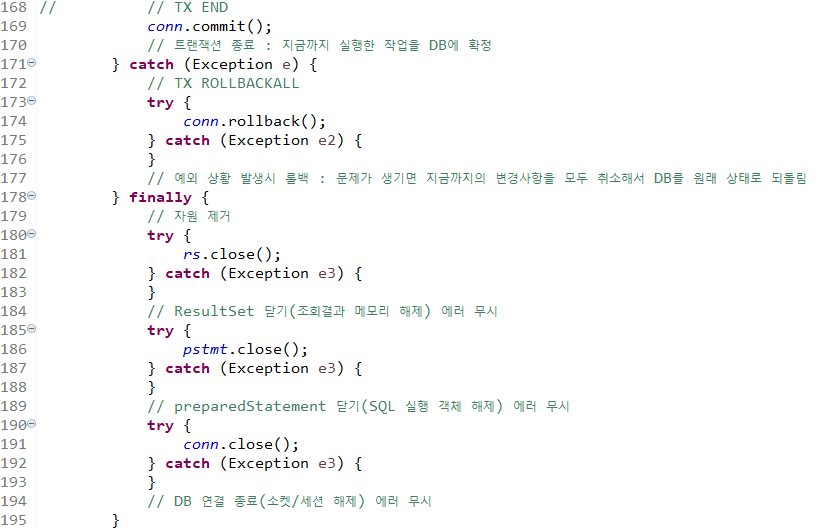 168 //          // TX END
169             conn.commit();
170             // 트랜잭션 종료 : 지금까지 실행한 작업을 DB에 확정
171         } catch (Exception e) {
172             // TX ROLLBACKALL
173             try {
174                 conn.rollback();
175             } catch (Exception e2) {
176             }
177             // 예외 상황 발생시 롤백 : 문제가 생기면 지금까지의 변경사항을 모두 취소해서 DB를 원래 상태로 되돌림
178         } finally {
179             // 자원 제거
180             try {
181                 rs.close();
182             } catch (Exception e3) {
183             }
184             // ResultSet 닫기(조회결과 메모리 해제) 에러 무시
185             try {
186                 pstmt.close();
187             } catch (Exception e3) {
188             }
189             // preparedStatement 닫기(SQL 실행 객체 해제) 에러 무시
190             try {
191                 conn.close();
192             } catch (Exception e3) {
193             }
194             // DB 연결 종료(소켓/세션 해제) 에러 무시
195         }